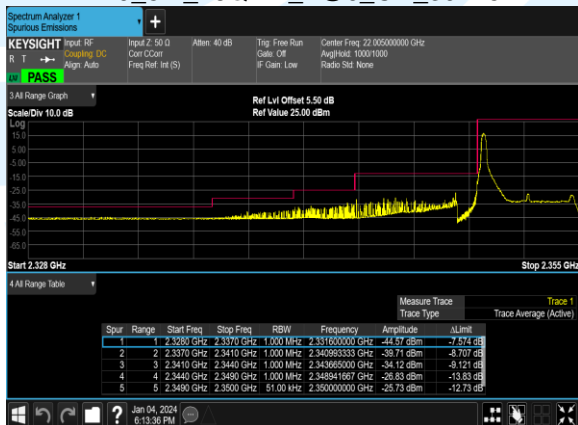 Spectrum Analyzer 1
Spurious Emissions
+
KEYSIGHT Input: RF Input Z: 50 Ω Atten: 40 dB Trig: Free Run Center Freq: 22.005000000 GHz
R T Coupling: DC Corr CCorr Gate: Off Avg|Hold: 1000/1000
Align: Auto Freq Ref: Int (S) IF Gain: Low Radio Std: None
PASS
3 All Range Graph
Scale/Div 10.0 dB Ref Lvl Offset 5.50 dB
Ref Value 25.00 dBm
Log
15.0
5.00
-5.00
-15.0
-25.0
-35.0
-45.0
-55.0
-65.0
Start 2.328 GHz Stop 2.355 GHz
4 All Range Table
Measure Trace Trace 1
Trace Type Trace Average (Active)
Spur Range Start Freq Stop Freq RBW Frequency Amplitude ΔLimit
1 1 2.3280 GHz 2.3370 GHz 1.000 MHz 2.331600000 GHz -44.57 dBm -7.574 dB
2 2 2.3370 GHz 2.3410 GHz 1.000 MHz 2.340993333 GHz -39.71 dBm -8.707 dB
3 3 2.3410 GHz 2.3440 GHz 1.000 MHz 2.343665000 GHz -34.12 dBm -9.121 dB
4 4 2.3440 GHz 2.3490 GHz 1.000 MHz 2.348941667 GHz -26.83 dBm -13.83 dB
5 5 2.3490 GHz 2.3500 GHz 51.00 kHz 2.350000000 GHz -25.73 dBm -12.73 dB
? Jan 04, 2024
6:13:36 PM